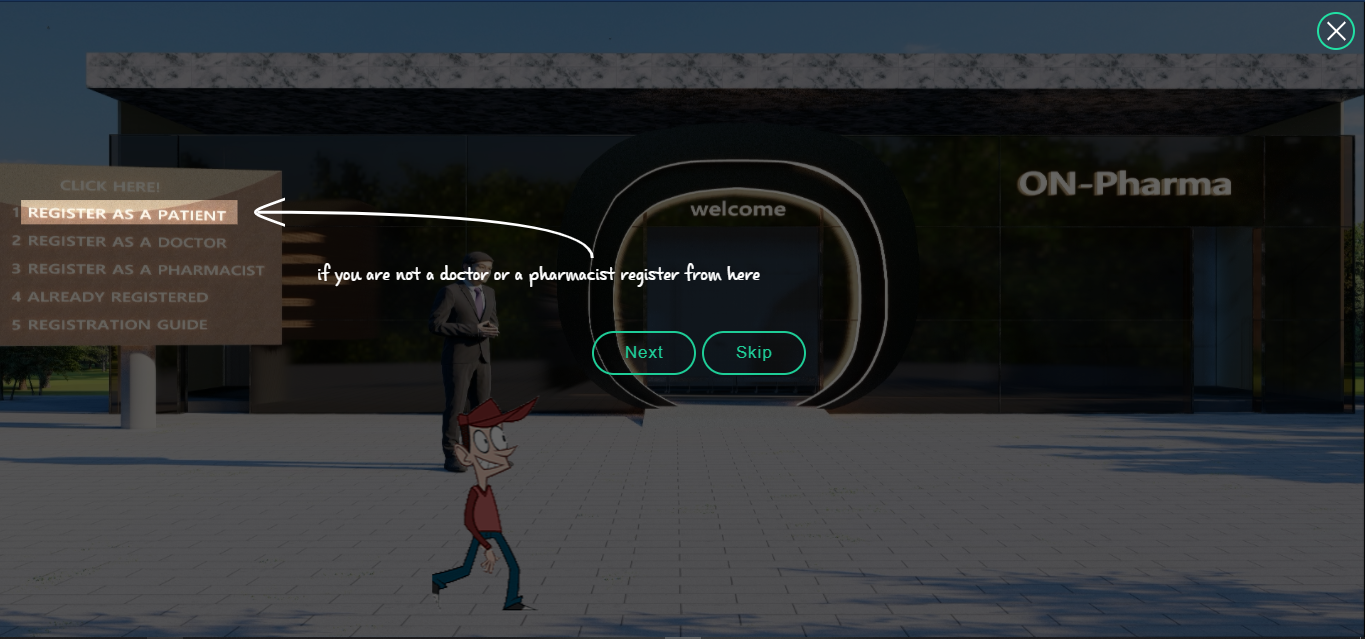 CLICK HERE!
1 REGISTER AS A PATIENT
2 REGISTER AS A DOCTOR
3 REGISTER AS A PHARMACIST
4 ALREADY REGISTERED
5 REGISTRATION GUIDE
ON-Pharma
welcome
if you are not a doctor or a pharmacist register from here
Next
Skip